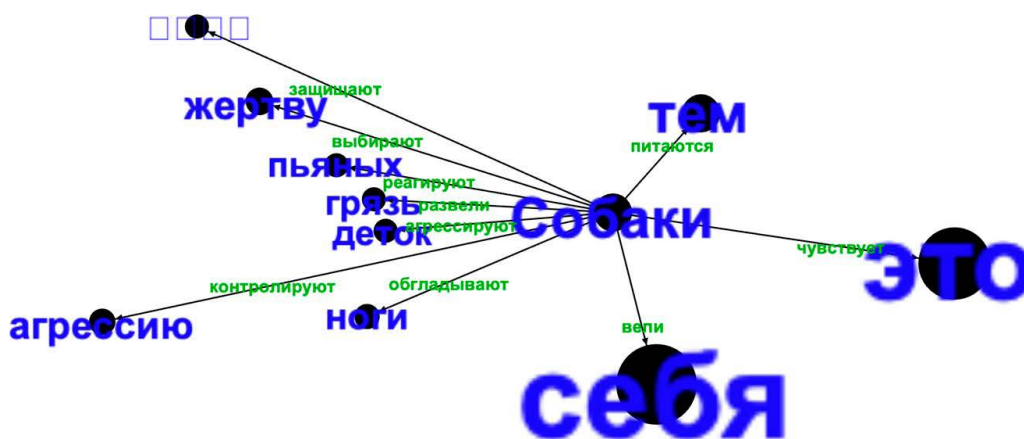 защищают
жертву
тем
выбирают
питаются
пьяных
реагируют
грязь
развели
Собаки
агрессируют
деток
чувствует
это
контролируют
обгладывают
агрессию
ноги
вели
себя